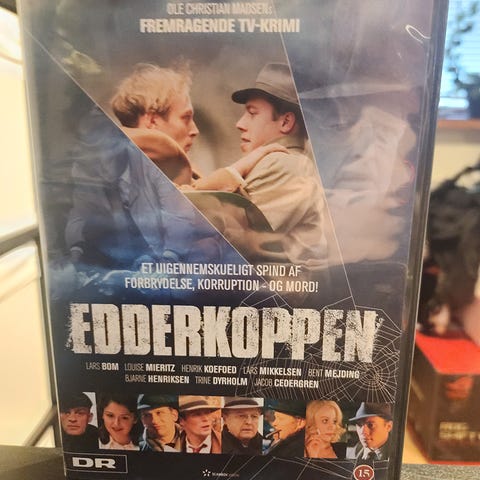 OLE CHRISTIAN MADSENS
FREMRAGENDE TV-KRIMI
ET UIGENNEMSKUELIGT SPIND AF
FORBRYDELSE, KORRUPTION - OG MORD!
EDDERKOPPEN
LARS BOM LOUISE MIERITZ HENRIK KOEFOED LARS MIKKELSEN BENT MEJDING
BJARNE HENRIKSEN TRINE DYRHOLM JACOB CEDERGREN
DR
15